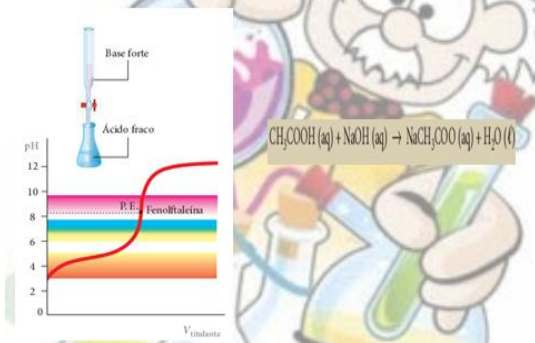 Base forte
Ácido fraco
pH
12
10
8
6
4
2
0
P. E.
Fenolftaleína
V titulante
CH₃COOH (aq) + NaOH (aq) → NaCH₃COO (aq) + H₂O (ℓ)